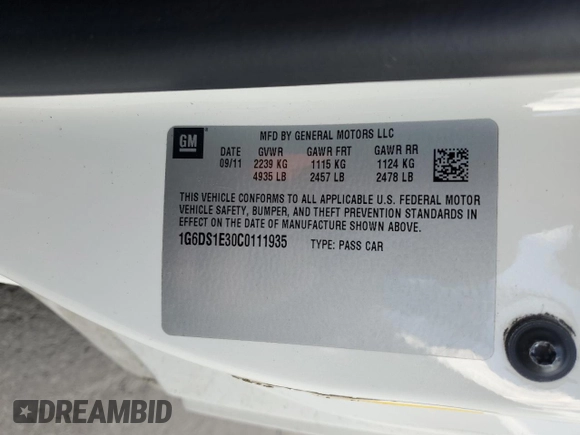 GM
MFD BY GENERAL MOTORS LLC
DATE GVWR GAWR FRT GAWR RR
09/11 2239 KG 1115 KG 1124 KG
4935 LB 2457 LB 2478 LB
THIS VEHICLE CONFORMS TO ALL APPLICABLE U.S. FEDERAL MOTOR
VEHICLE SAFETY, BUMPER, AND THEFT PREVENTION STANDARDS IN
EFFECT ON THE DATE OF MANUFACTURE SHOWN ABOVE.
1G6DS1E30C0111935 TYPE: PASS CAR
DREAMBID